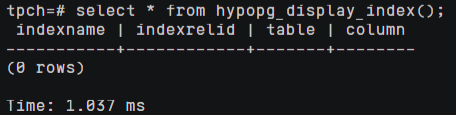 tpch=# select * from hypopg_display_index();
 indexname | indexrelid | table | column
-----------+------------+-------+--------
(0 rows)

Time: 1.037 ms